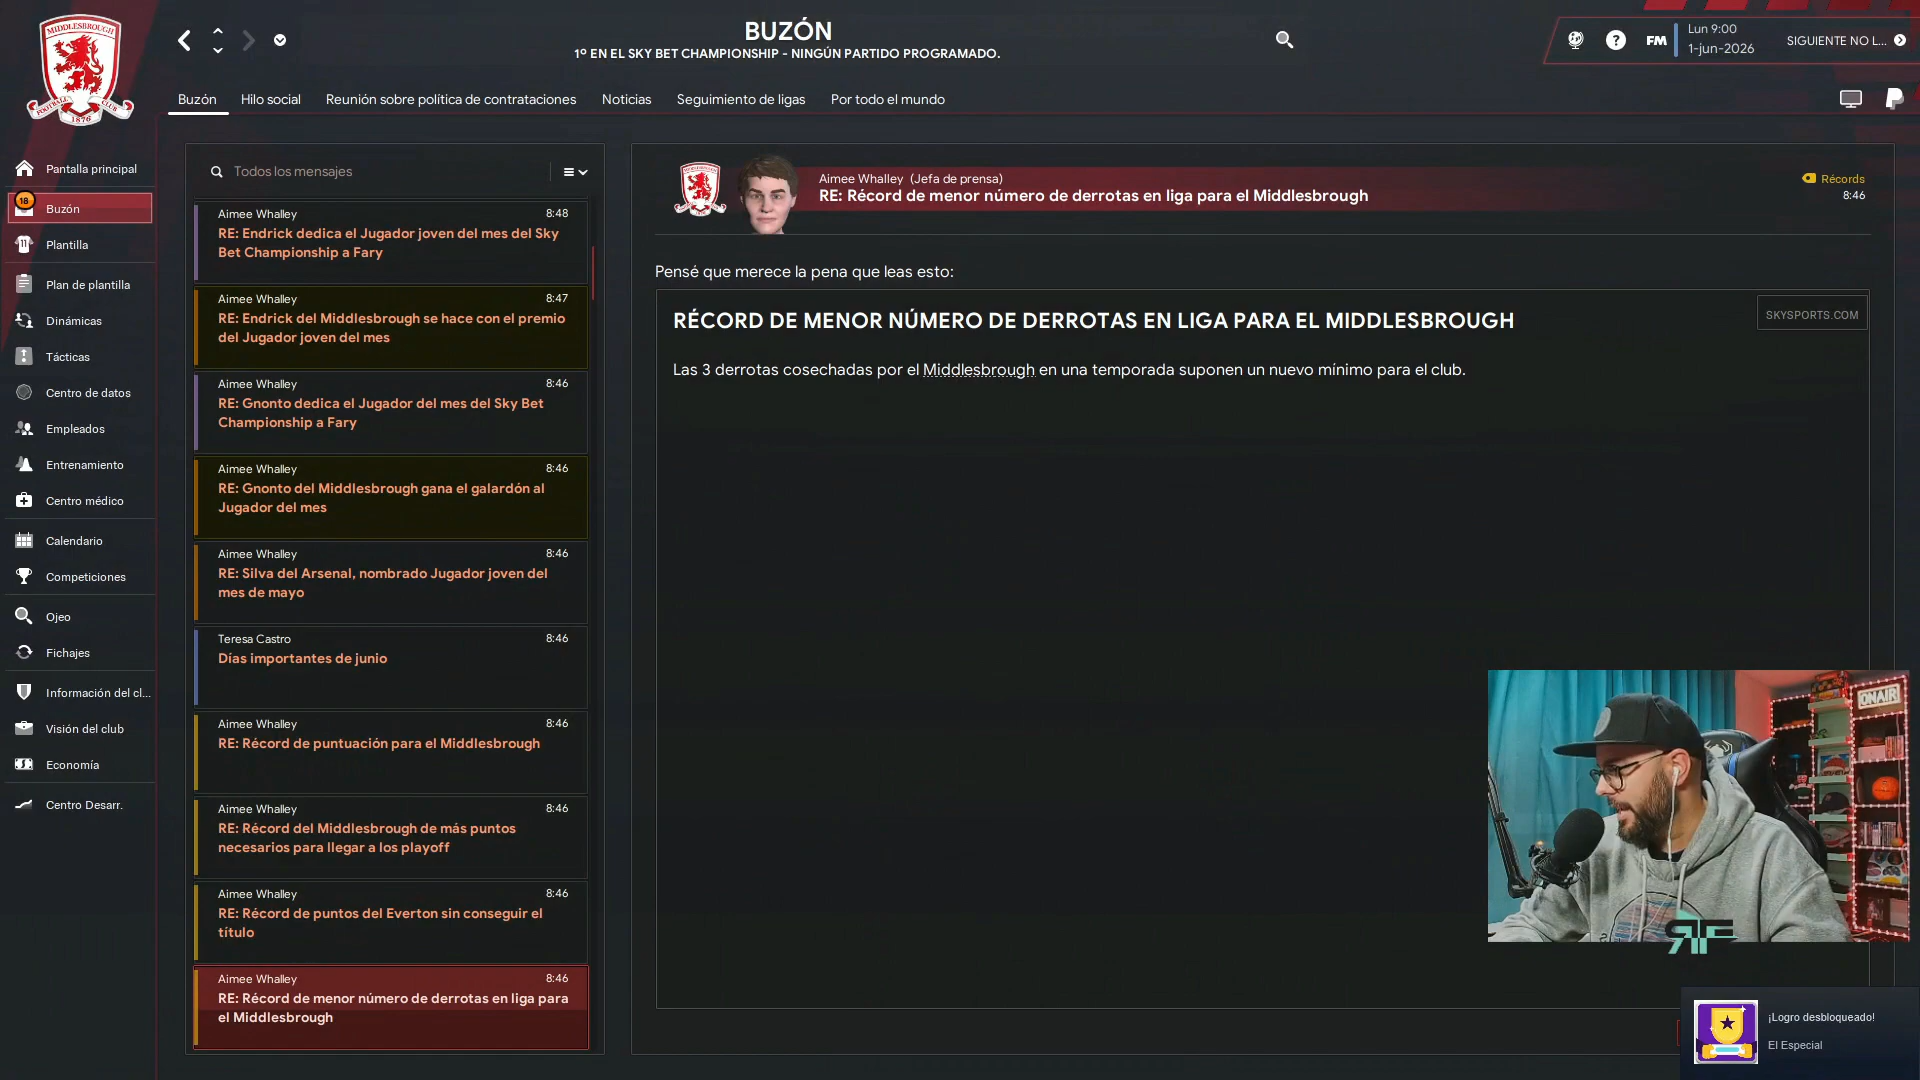 MIDDLESBROUGH
FOOTBALL CLUB
1876
BUZÓN
1º EN EL SKY BET CHAMPIONSHIP - NINGÚN PARTIDO PROGRAMADO.
FM
Lun 9:00
1-jun-2026
SIGUIENTE NO L...
Buzón
Hilo social
Reunión sobre política de contrataciones
Noticias
Seguimiento de ligas
Por todo el mundo
Pantalla principal
18
Buzón
11
Plantilla
Plan de plantilla
Dinámicas
Tácticas
Centro de datos
Empleados
Entrenamiento
Centro médico
Calendario
Competiciones
Ojeo
Fichajes
Información del cl...
Visión del club
Economía
Centro Desarr.
Todos los mensajes
Aimee Whalley 8:48
RE: Endrick dedica el Jugador joven del mes del Sky
Bet Championship a Fary
Aimee Whalley 8:47
RE: Endrick del Middlesbrough se hace con el premio
del Jugador joven del mes
Aimee Whalley 8:46
RE: Gnonto dedica el Jugador del mes del Sky Bet
Championship a Fary
Aimee Whalley 8:46
RE: Gnonto del Middlesbrough gana el galardón al
Jugador del mes
Aimee Whalley 8:46
RE: Silva del Arsenal, nombrado Jugador joven del
mes de mayo
Teresa Castro 8:46
Días importantes de junio
Aimee Whalley 8:46
RE: Récord de puntuación para el Middlesbrough
Aimee Whalley 8:46
RE: Récord del Middlesbrough de más puntos
necesarios para llegar a los playoff
Aimee Whalley 8:46
RE: Récord de puntos del Everton sin conseguir el
título
Aimee Whalley 8:46
RE: Récord de menor número de derrotas en liga para
el Middlesbrough
Aimee Whalley (Jefa de prensa)
RE: Récord de menor número de derrotas en liga para el Middlesbrough
Récords
8:46
Pensé que merece la pena que leas esto:
RÉCORD DE MENOR NÚMERO DE DERROTAS EN LIGA PARA EL MIDDLESBROUGH
SKYSPORTS.COM
Las 3 derrotas cosechadas por el Middlesbrough en una temporada suponen un nuevo mínimo para el club.
ON AIR
¡Logro desbloqueado!
El Especial